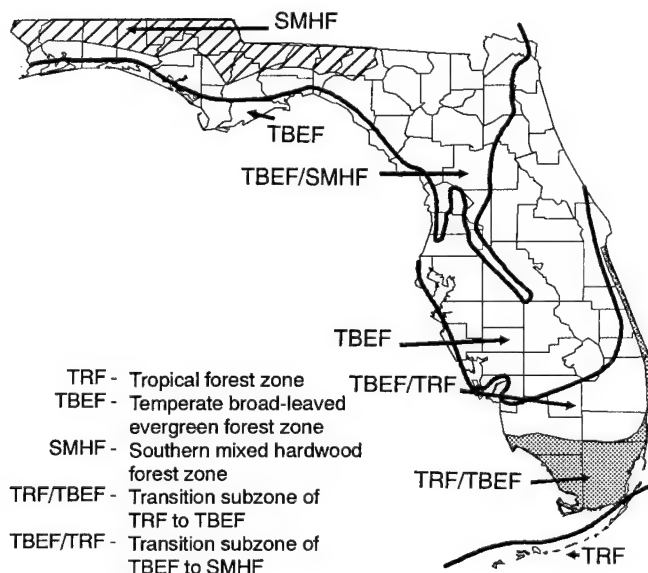 SMHF
TBEF
TBEF/SMHF
TBEF
TBEF/TRF
TRF/TBEF
TRF
TRF - Tropical forest zone
TBEF - Temperate broad-leaved
evergreen forest zone
SMHF - Southern mixed hardwood
forest zone
TRF/TBEF - Transition subzone of
TRF to TBEF
TBEF/TRF - Transition subzone of
TBEF to SMHF